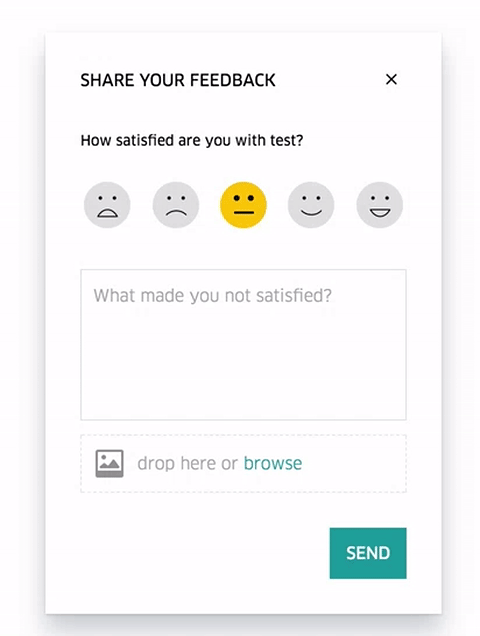 SHARE YOUR FEEDBACK
How satisfied are you with test?
What made you not satisfied?
drop here or browse
SEND